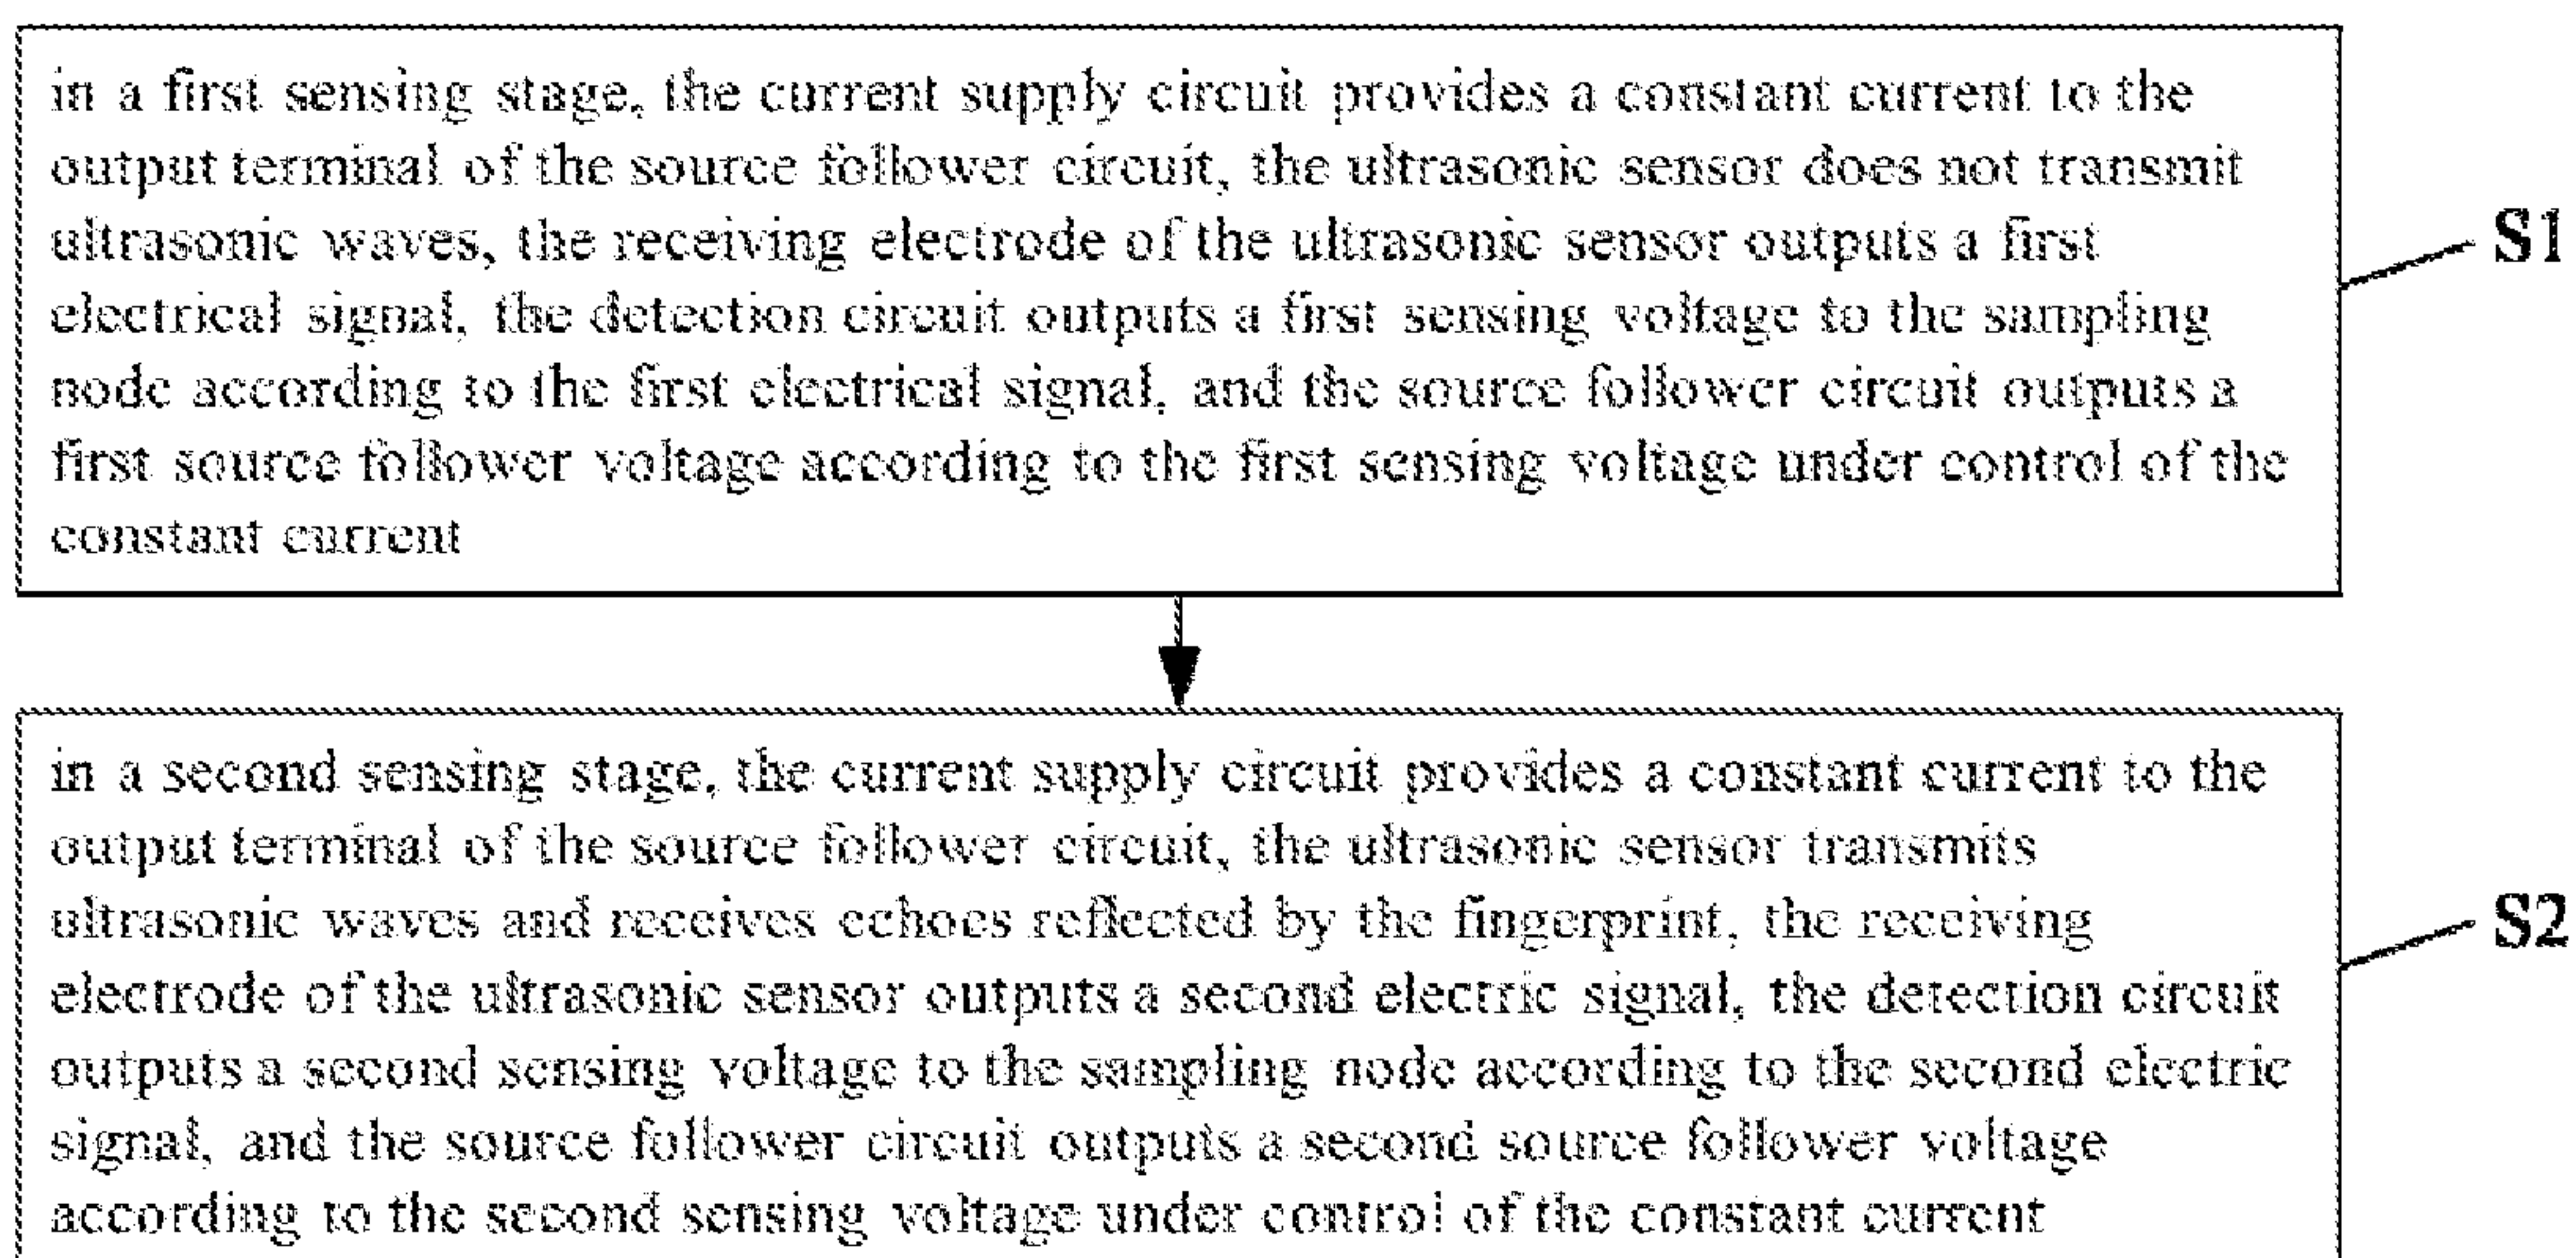 in a first sensing stage, the current supply circuit provides a constant current to the
output terminal of the source follower circuit, the ultrasonic sensor does not transmit
ultrasonic waves, the receiving electrode of the ultrasonic sensor outputs a first
electrical signal, the detection circuit outputs a first sensing voltage to the sampling
node according to the first electrical signal, and the source follower circuit outputs a
first source follower voltage according to the first sensing voltage under control of the
constant current
S1
in a second sensing stage, the current supply circuit provides a constant current to the
output terminal of the source follower circuit, the ultrasonic sensor transmits
ultrasonic waves and receives echoes reflected by the fingerprint, the receiving
electrode of the ultrasonic sensor outputs a second electric signal, the detection circuit
outputs a second sensing voltage to the sampling node according to the second electric
signal, and the source follower circuit outputs a second source follower voltage
according to the second sensing voltage under control of the constant current
S2